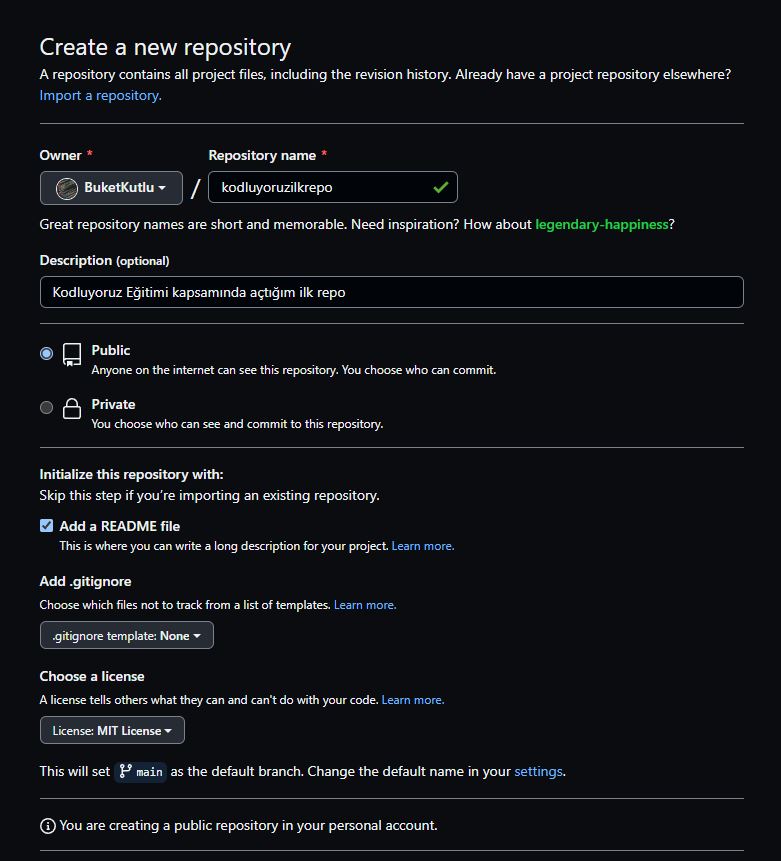 Create a new repository
A repository contains all project files, including the revision history. Already have a project repository elsewhere?
Import a repository.
Owner * Repository name *
BuketKutlu / kodluyoruzilkrepo
Great repository names are short and memorable. Need inspiration? How about legendary-happiness?
Description (optional)
Kodluyoruz Eğitimi kapsamında açtığım ilk repo
Public
Anyone on the internet can see this repository. You choose who can commit.
Private
You choose who can see and commit to this repository.
Initialize this repository with:
Skip this step if you’re importing an existing repository.
Add a README file
This is where you can write a long description for your project. Learn more.
Add .gitignore
Choose which files not to track from a list of templates. Learn more.
.gitignore template: None
Choose a license
A license tells others what they can and can't do with your code. Learn more.
License: MIT License
This will set main as the default branch. Change the default name in your settings.
You are creating a public repository in your personal account.